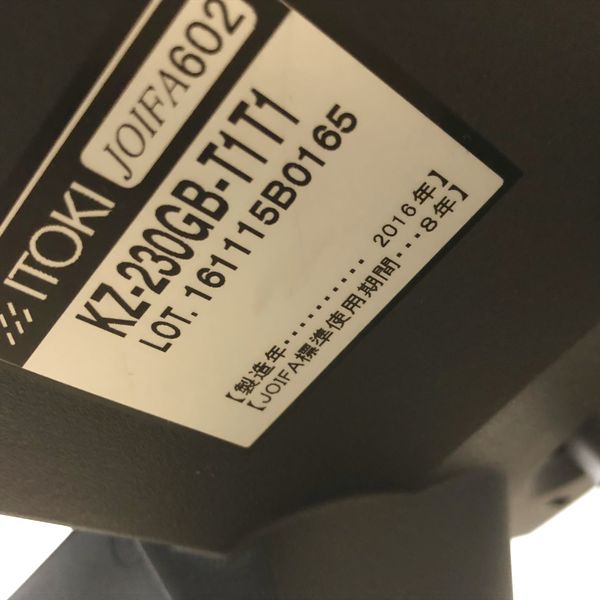 ITOKI JOIFA602
KZ-230GB-T1T1
LOT. 161115B0165
【製造年··········· 2016年】
【JOIFA標準使用期間···8年】